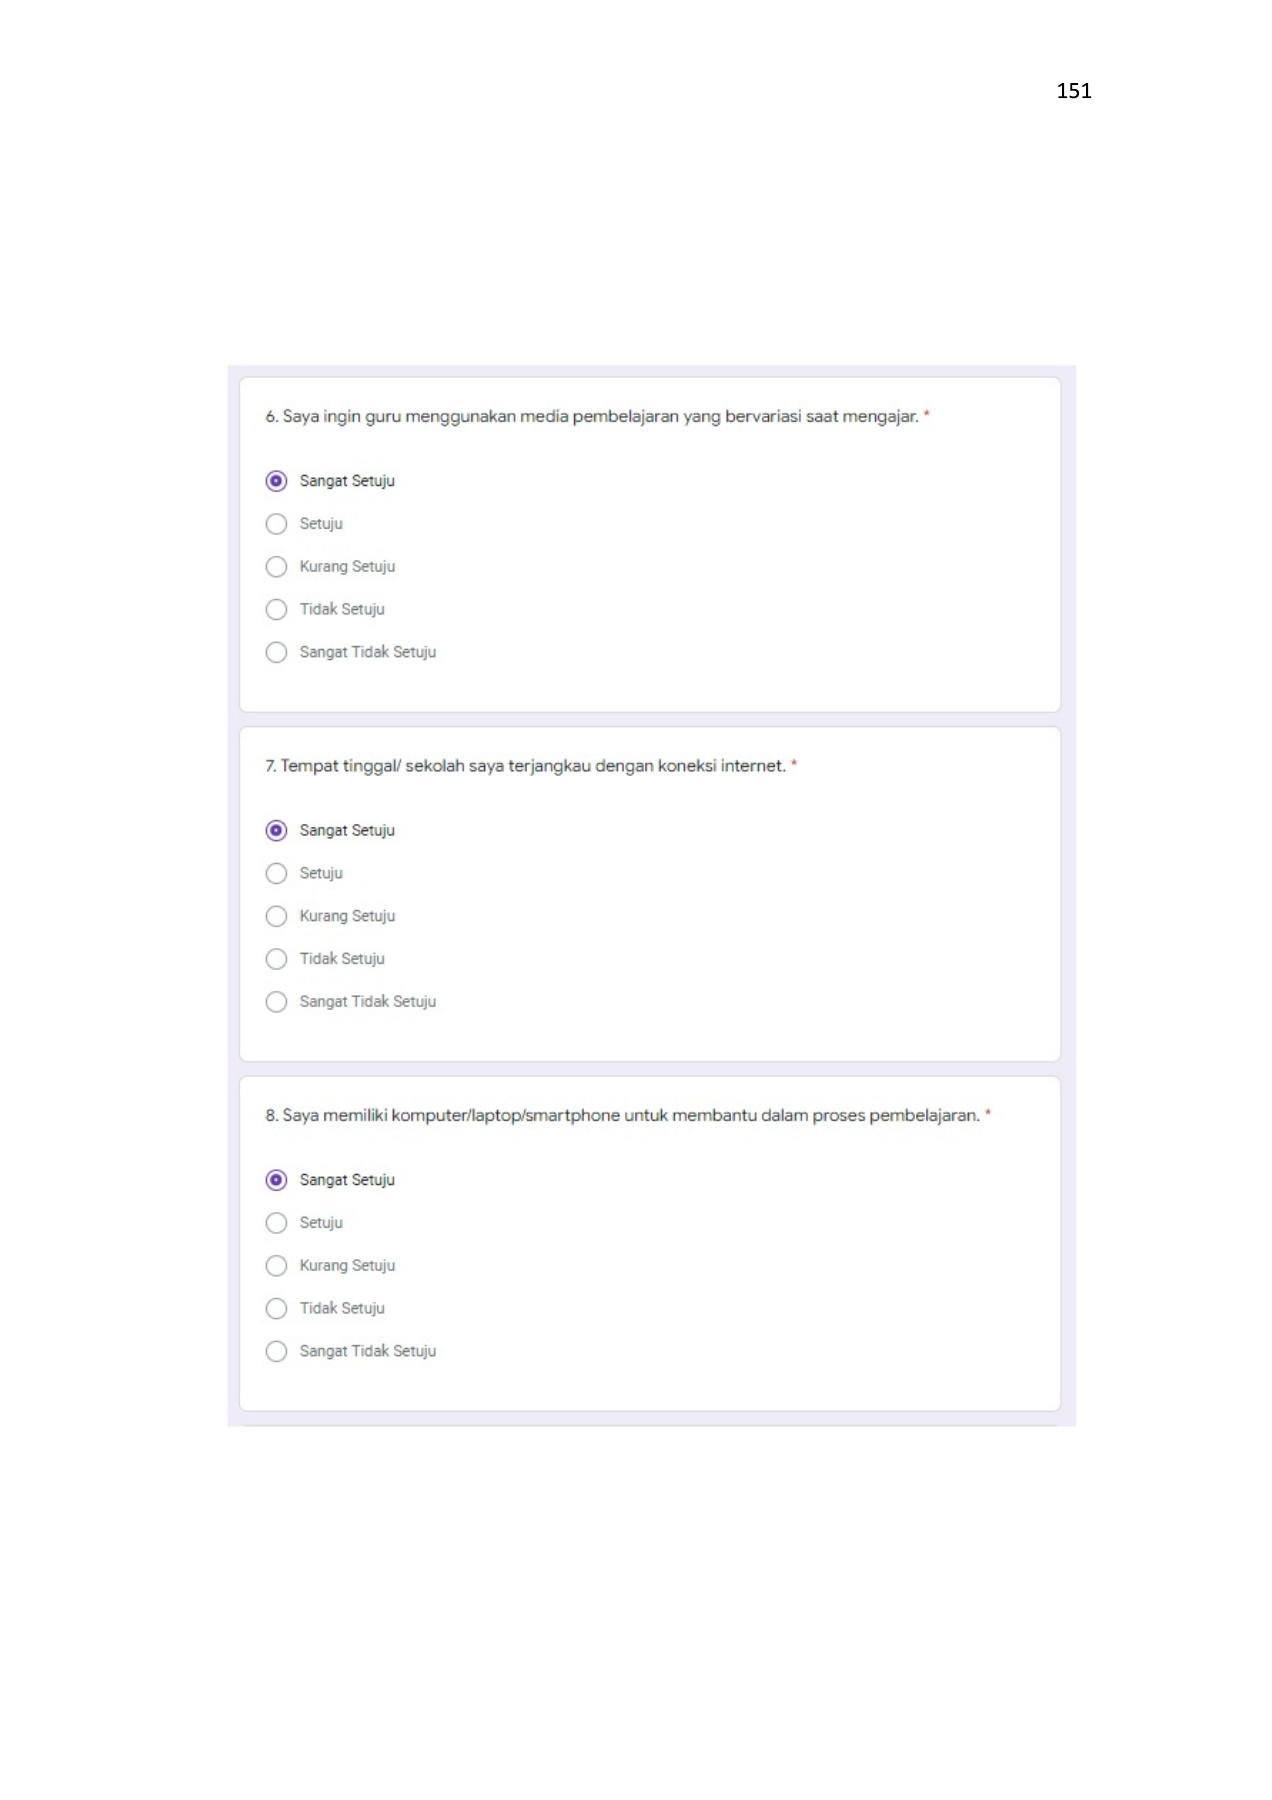 151
6. Saya ingin guru menggunakan media pembelajaran yang bervariasi saat mengajar. *
Sangat Setuju
Setuju
Kurang Setuju
Tidak Setuju
Sangat Tidak Setuju
7. Tempat tinggal/ sekolah saya terjangkau dengan koneksi internet. *
Sangat Setuju
Setuju
Kurang Setuju
Tidak Setuju
Sangat Tidak Setuju
8. Saya memiliki komputer/laptop/smartphone untuk membantu dalam proses pembelajaran. *
Sangat Setuju
Setuju
Kurang Setuju
Tidak Setuju
Sangat Tidak Setuju